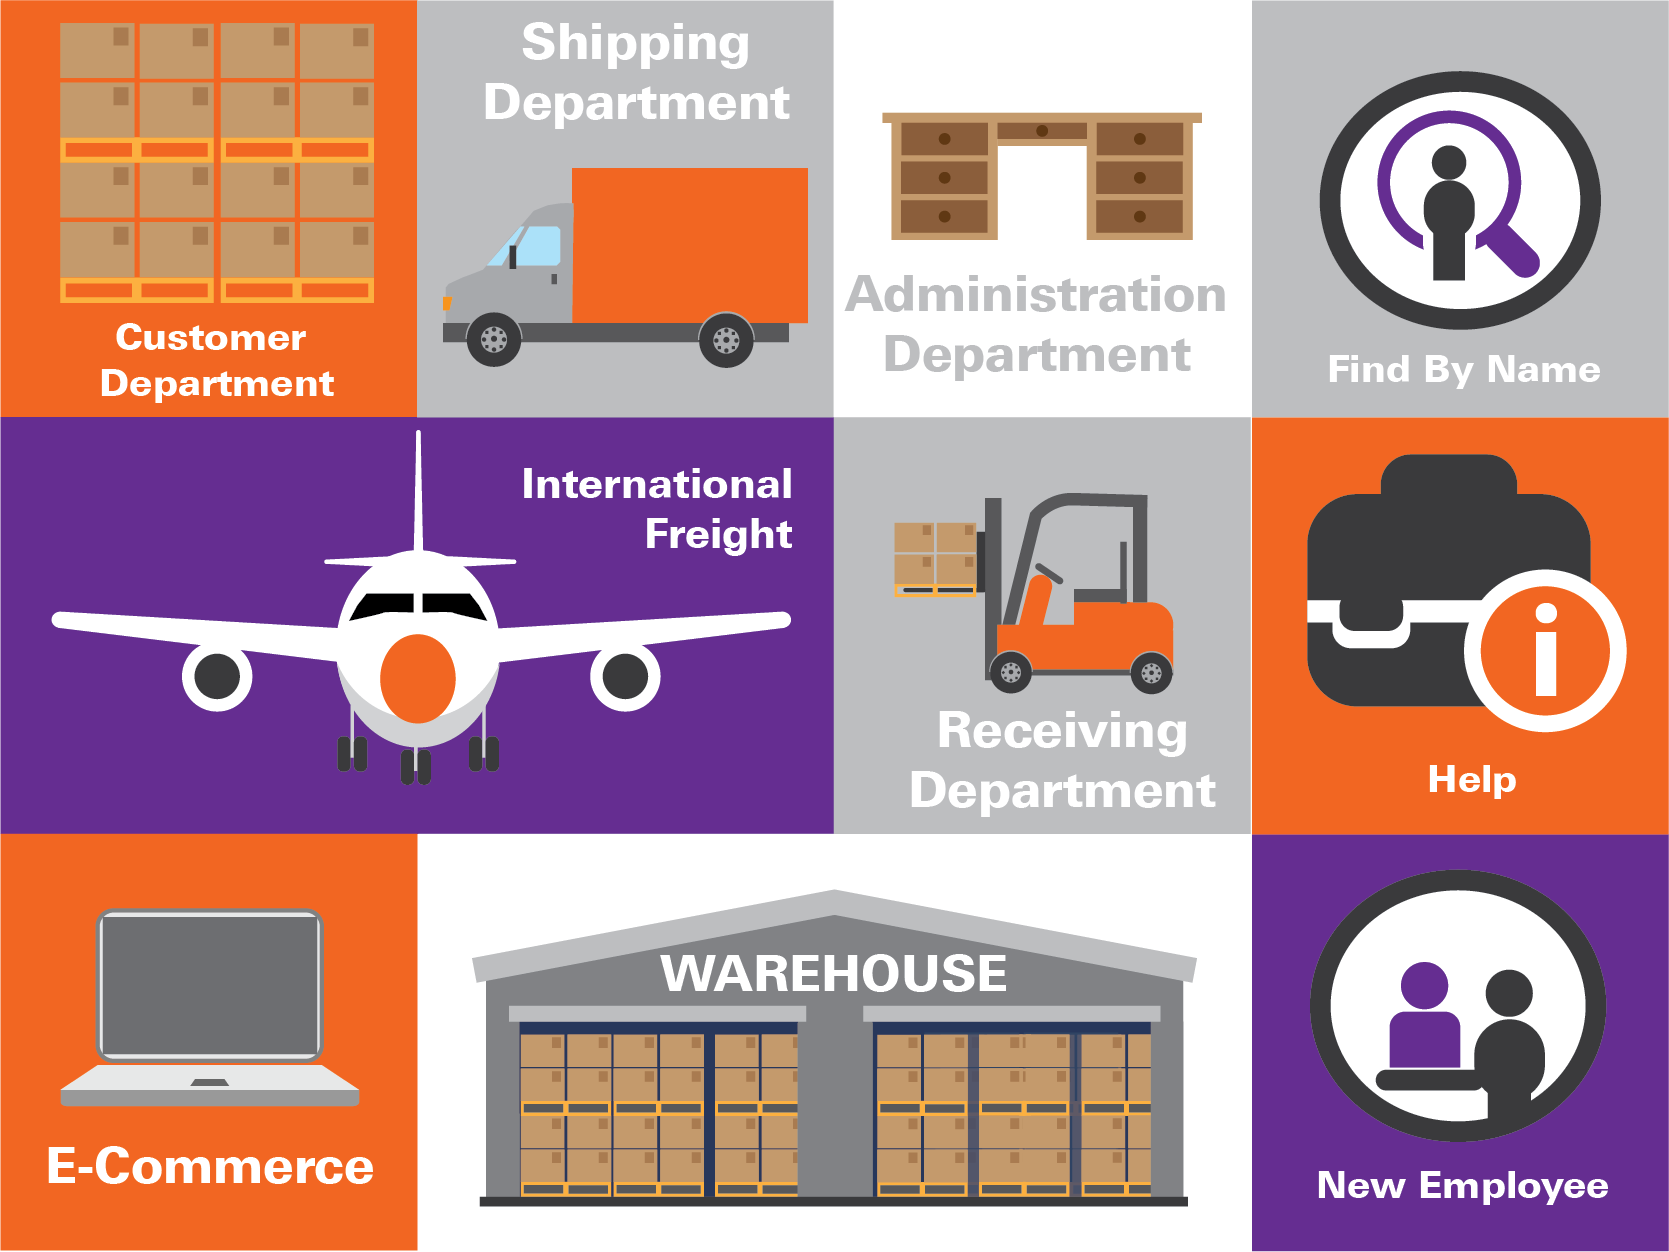 Customer
Department
Shipping
Department
Administration
Department
Find By Name
International
Freight
Receiving
Department
i
Help
E-Commerce
WAREHOUSE
New Employee